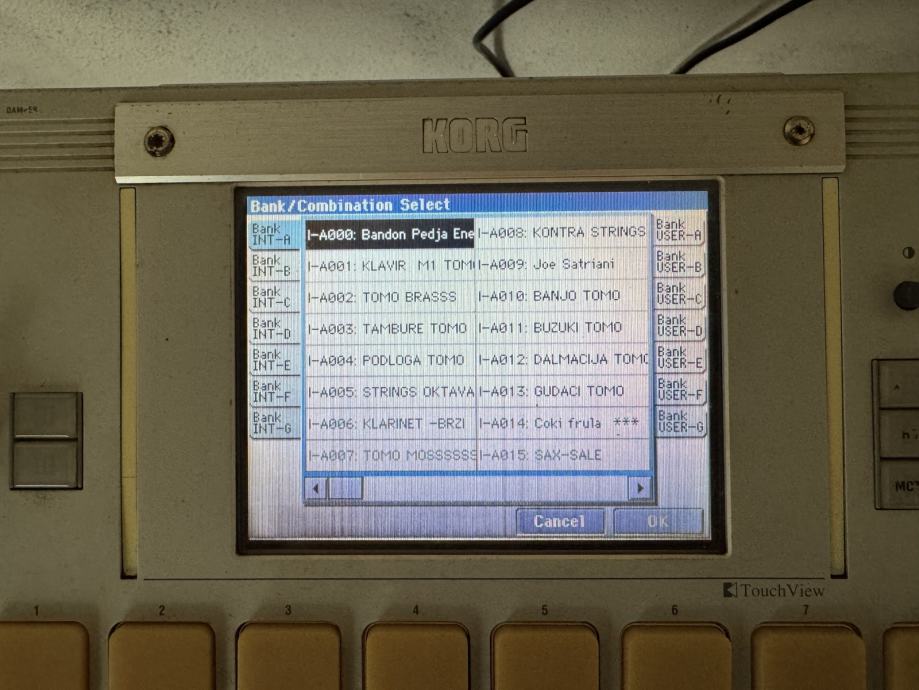 KORG
Bank/Combination Select
Bank INT-A
Bank INT-B
Bank INT-C
Bank INT-D
Bank INT-E
Bank INT-F
Bank INT-G
I-A000: Bandon Pedja Ene
I-A001: KLAVIR M1 TOM
I-A002: TOMO BRASSS
I-A003: TAMBURE TOMO
I-A004: PODLOGA TOMO
I-A005: STRINGS OKTAVA
I-A006: KLARINET -BRZI
I-A007: TOMO MOSSSSSS
I-A008: KONTRA STRINGS
I-A009: Joe Satriani
I-A010: BANJO TOMO
I-A011: BUZUKI TOMO
I-A012: DALMACIJA TOMO
I-A013: GUDACI TOMO
I-A014: Coki frula ***
I-A015: SAX-SALE
Bank USER-A
Bank USER-B
Bank USER-C
Bank USER-D
Bank USER-E
Bank USER-F
Bank USER-G
Cancel
OK
TouchView
1 2 3 4 5 6 7